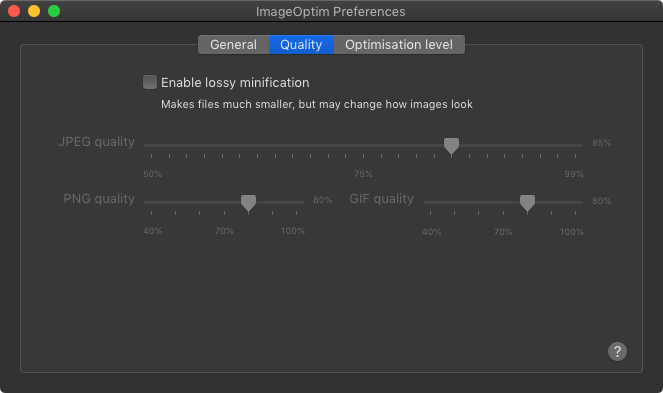 ImageOptim Preferences
General Quality Optimisation level
Enable lossy minification
Makes files much smaller, but may change how images look
JPEG quality 85%
50% 75% 99%
PNG quality 80% GIF quality 80%
40% 70% 100% 40% 70% 100%
?